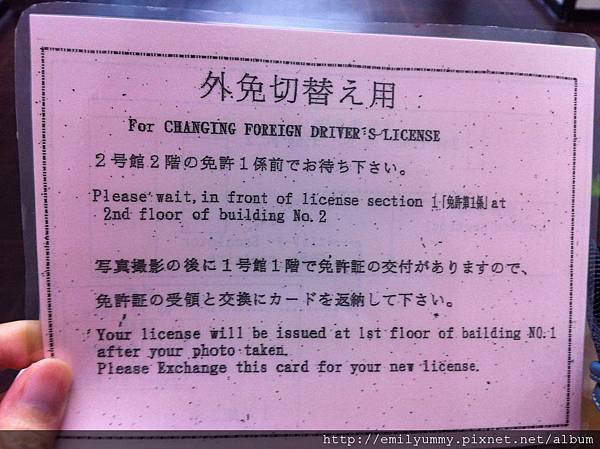 外免切替え用
For CHANGING FOREIGN DRIVER'S LICENSE
2号館2階の免許1係前でお待ち下さい。
Please wait, in front of license section 1「免許第1係」at
2nd floor of building No.2
写真撮影の後に1号館1階で免許証の交付がありますので、
免許証の受領と交換にカードを返納して下さい。
Your license will be issued at 1st floor of bailding NO.1
after your photo taken.
Please Exchange this card for your new license.
http://emilyummy.pixnet.net/album